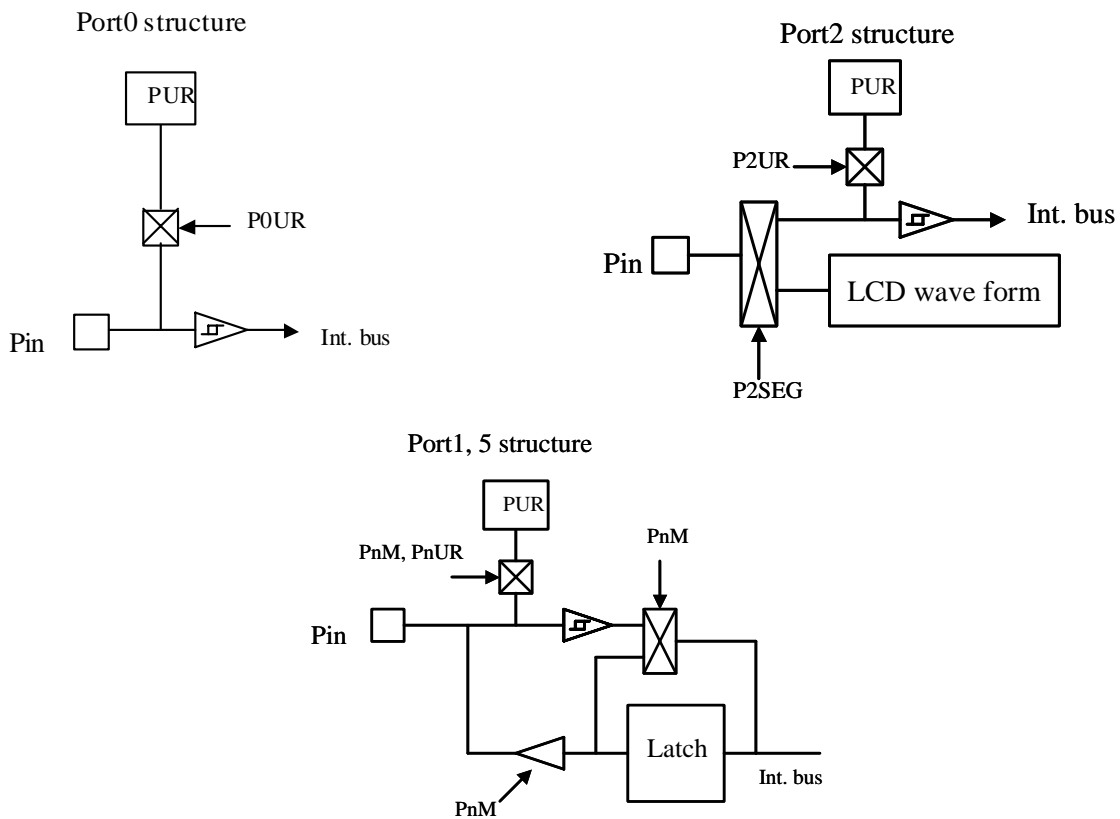 Port0 structure
PUR
P0UR
Pin
Int. bus
Port2 structure
PUR
P2UR
Int. bus
Pin
LCD wave form
P2SEG
Port1, 5 structure
PUR
PnM, PnUR
PnM
Pin
Latch
Int. bus
PnM